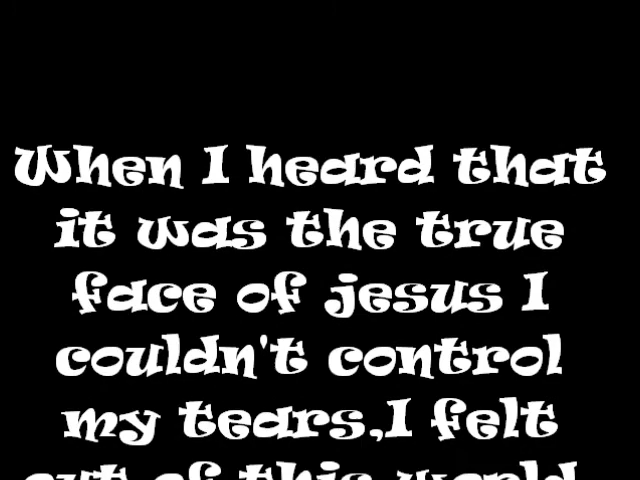 When I heard that
it was the true
face of jesus I
couldn't control
my tears,I felt
out of this world